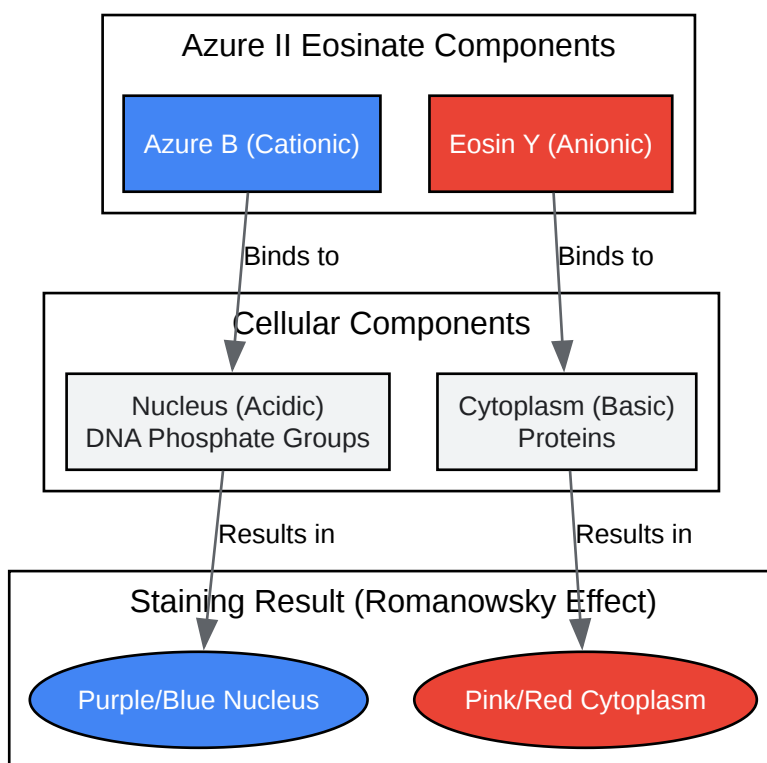 Azure II Eosinate Components
Azure B (Cationic)
Eosin Y (Anionic)
Binds to
Binds to
Cellular Components
Nucleus (Acidic)
DNA Phosphate Groups
Cytoplasm (Basic)
Proteins
Results in
Results in
Staining Result (Romanowsky Effect)
Purple/Blue Nucleus
Pink/Red Cytoplasm